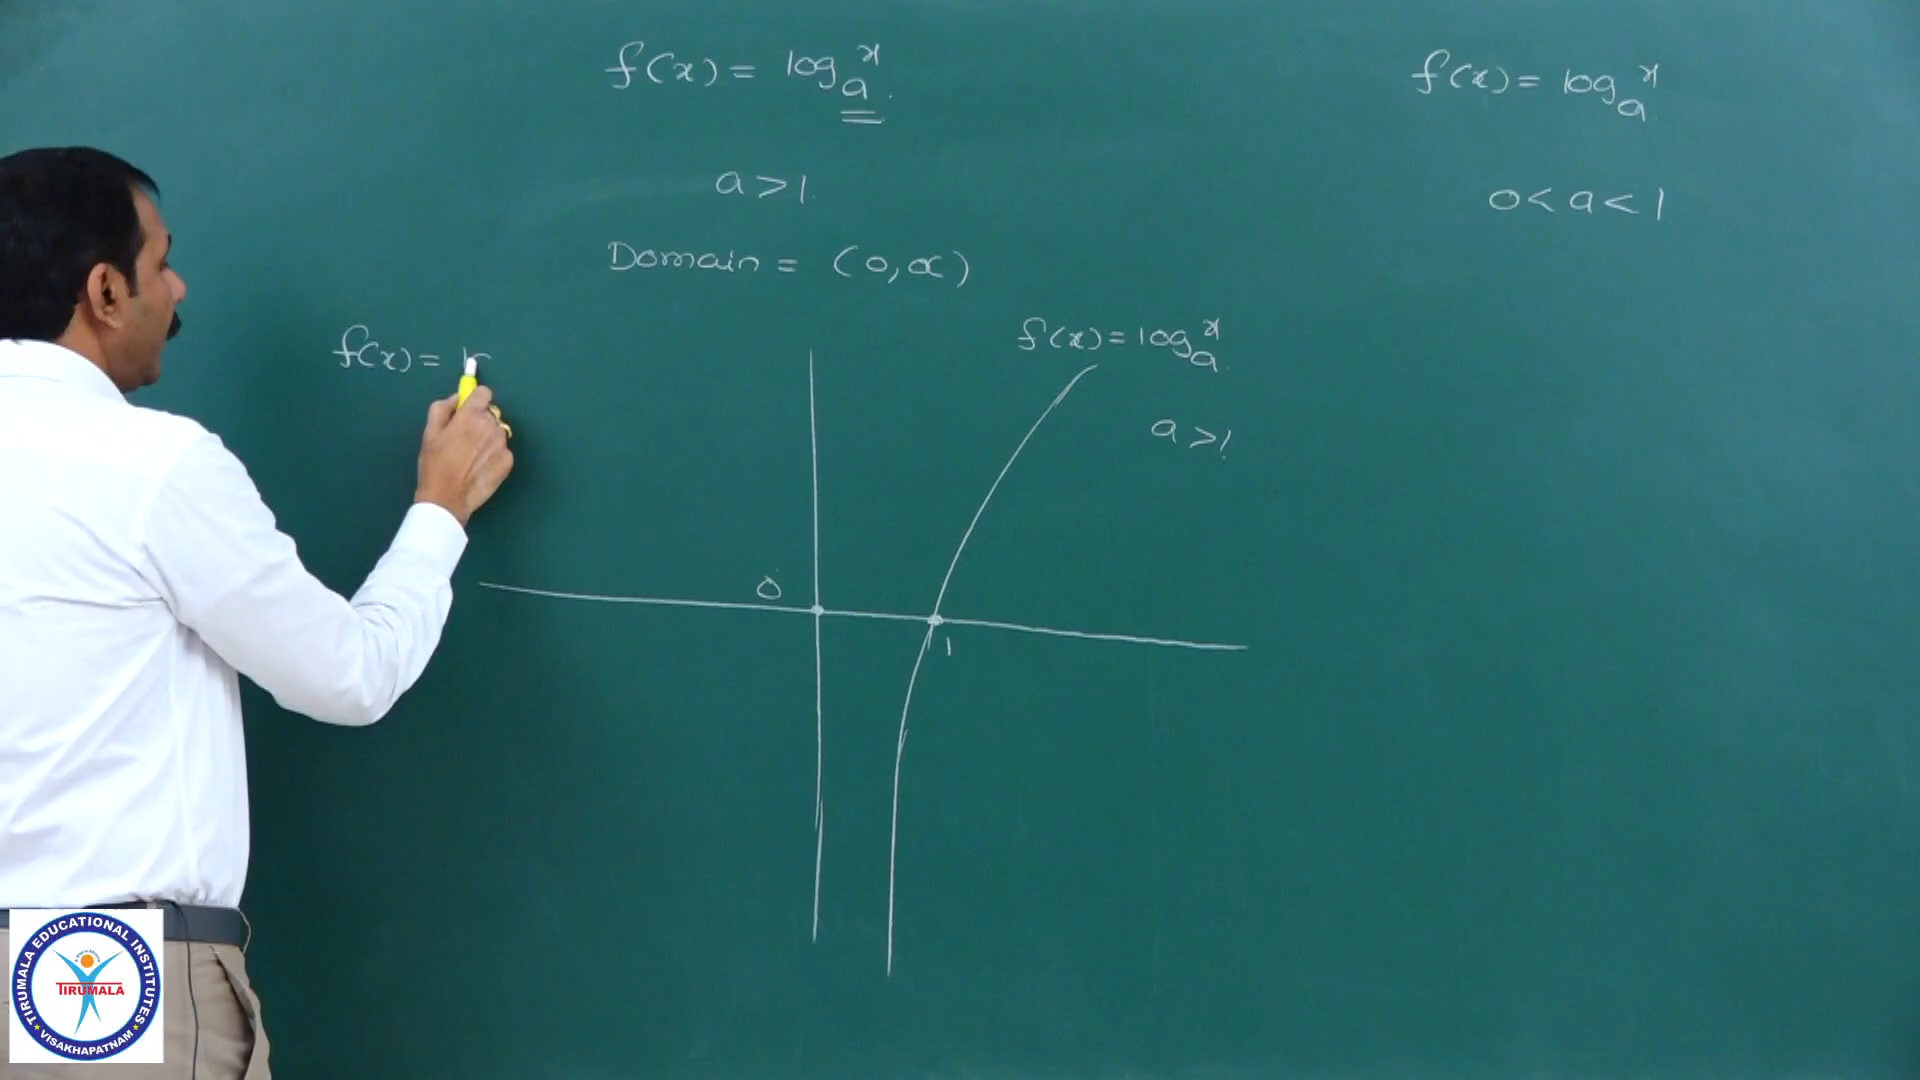 f(x) = log_a^x.
a > 1.
Domain = (0, ∝)
f(x) = log_a^x
0 < a < 1
f(x) =
f(x) = log_a^x.
a > 1
0
1
TIRUMALA EDUCATIONAL INSTITUTES
TIRUMALA
VISAKHAPATNAM